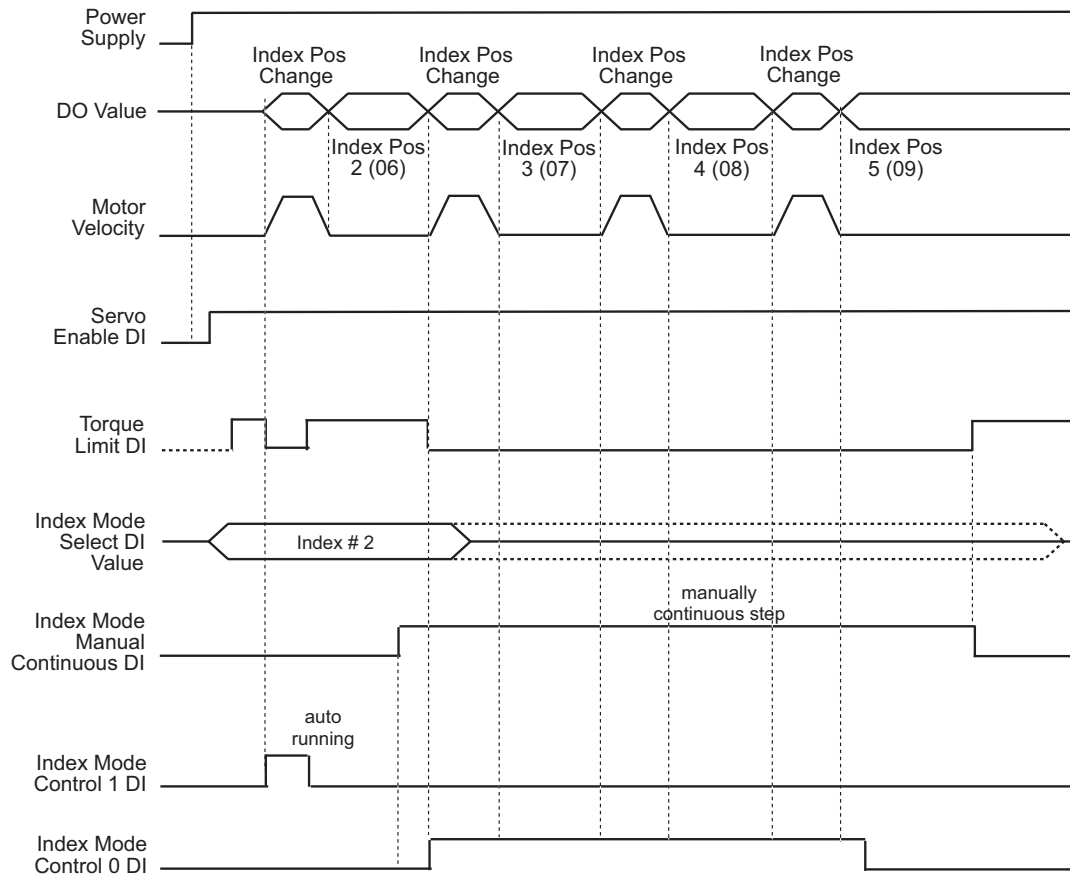 Power
Supply
Index Pos
Change
Index Pos
Change
Index Pos
Change
Index Pos
Change
DO Value
Index Pos
2 (06)
Index Pos
3 (07)
Index Pos
4 (08)
Index Pos
5 (09)
Motor
Velocity
Servo
Enable DI
Torque
Limit DI
Index Mode
Select DI
Value
Index # 2
manually
continuous step
Index Mode
Manual
Continuous DI
auto
running
Index Mode
Control 1 DI
Index Mode
Control 0 DI